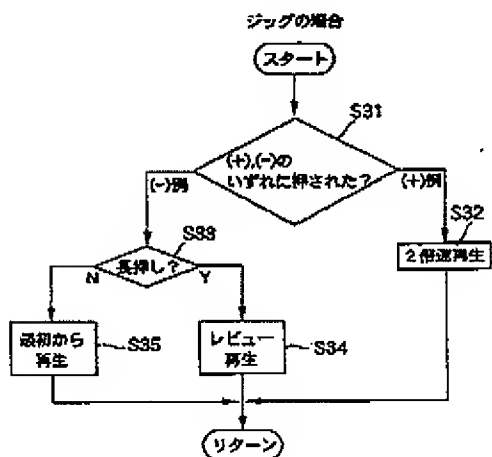 ジッグの場合
スタート
S31
(+),(-)の
いずれに押された?
(-)側
(+)側
S32
2倍速再生
S33
長押し?
N
Y
最初から
再生
S35
レビュー
再生
S34
リターン